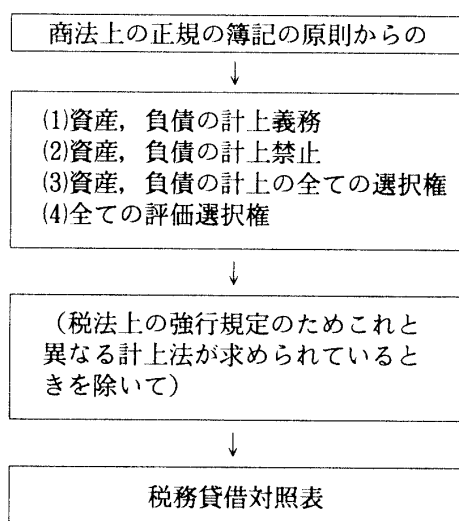 商法上の正規の簿記の原則からの
↓
(1)資産，負債の計上義務
(2)資産，負債の計上禁止
(3)資産，負債の計上の全ての選択権
(4)全ての評価選択権
↓
（税法上の強行規定のためこれと
異なる計上法が求められていると
きを除いて）
↓
税務貸借対照表